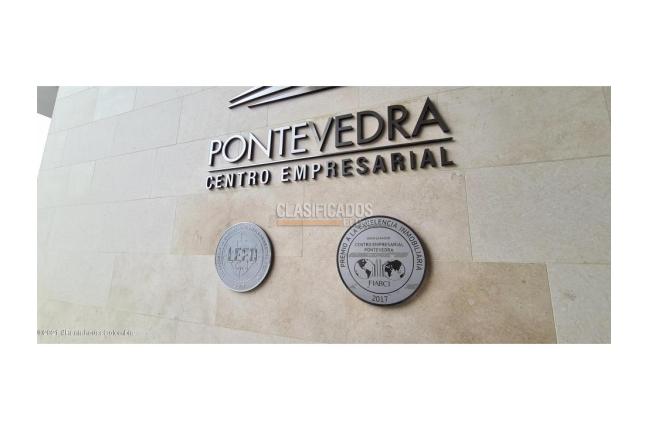 PONTEVEDRA
CENTRO EMPRESARIAL
CLASIFICADOS
LEED
PREMIO A LA EXCELENCIA INMOBILIARIA
CENTRO EMPRESARIAL
PONTEVEDRA
FIABCI
2017